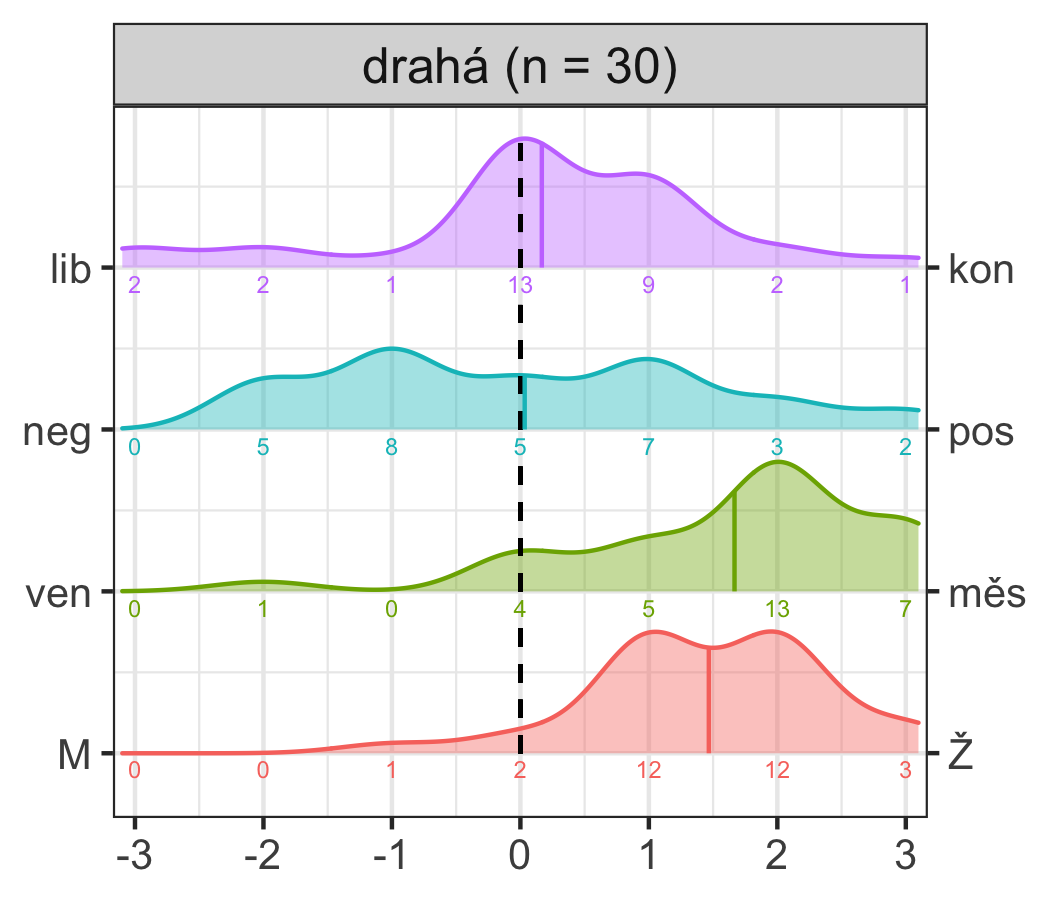 drahá (n = 30)
lib kon
2 2 1 13 9 2 1
neg pos
0 5 8 5 7 3 2
ven měs
0 1 0 4 5 13 7
M Ž
0 0 1 2 12 12 3
-3 -2 -1 0 1 2 3